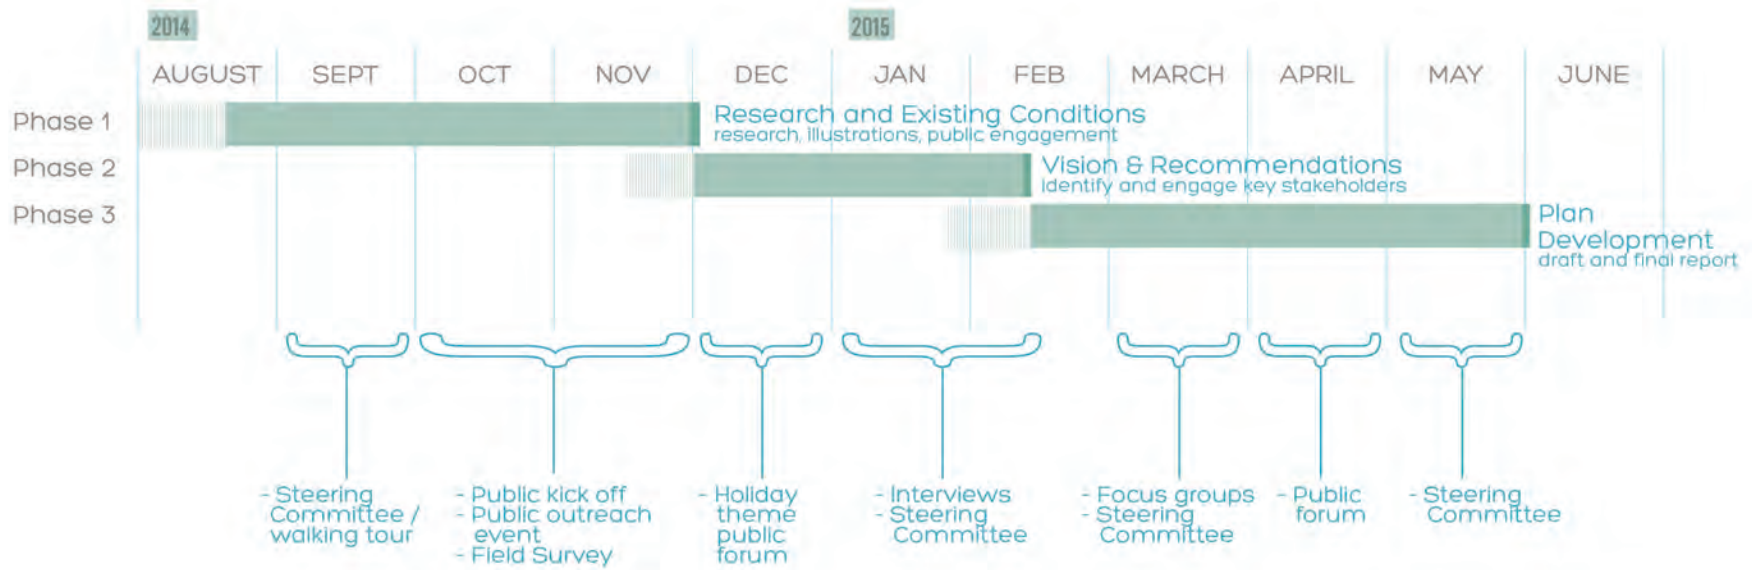 2014
2015
AUGUST SEPT OCT NOV DEC JAN FEB MARCH APRIL MAY JUNE
Phase 1
Research and Existing Conditions
research, illustrations, public engagement
Phase 2
Vision & Recommendations
identify and engage key stakeholders
Phase 3
Plan
Development
draft and final report
- Steering
Committee /
walking tour
- Public kick off
- Public outreach
event
- Field Survey
- Holiday
theme
public
forum
- Interviews
- Steering
Committee
- Focus groups
- Steering
Committee
- Public
forum
- Steering
Committee